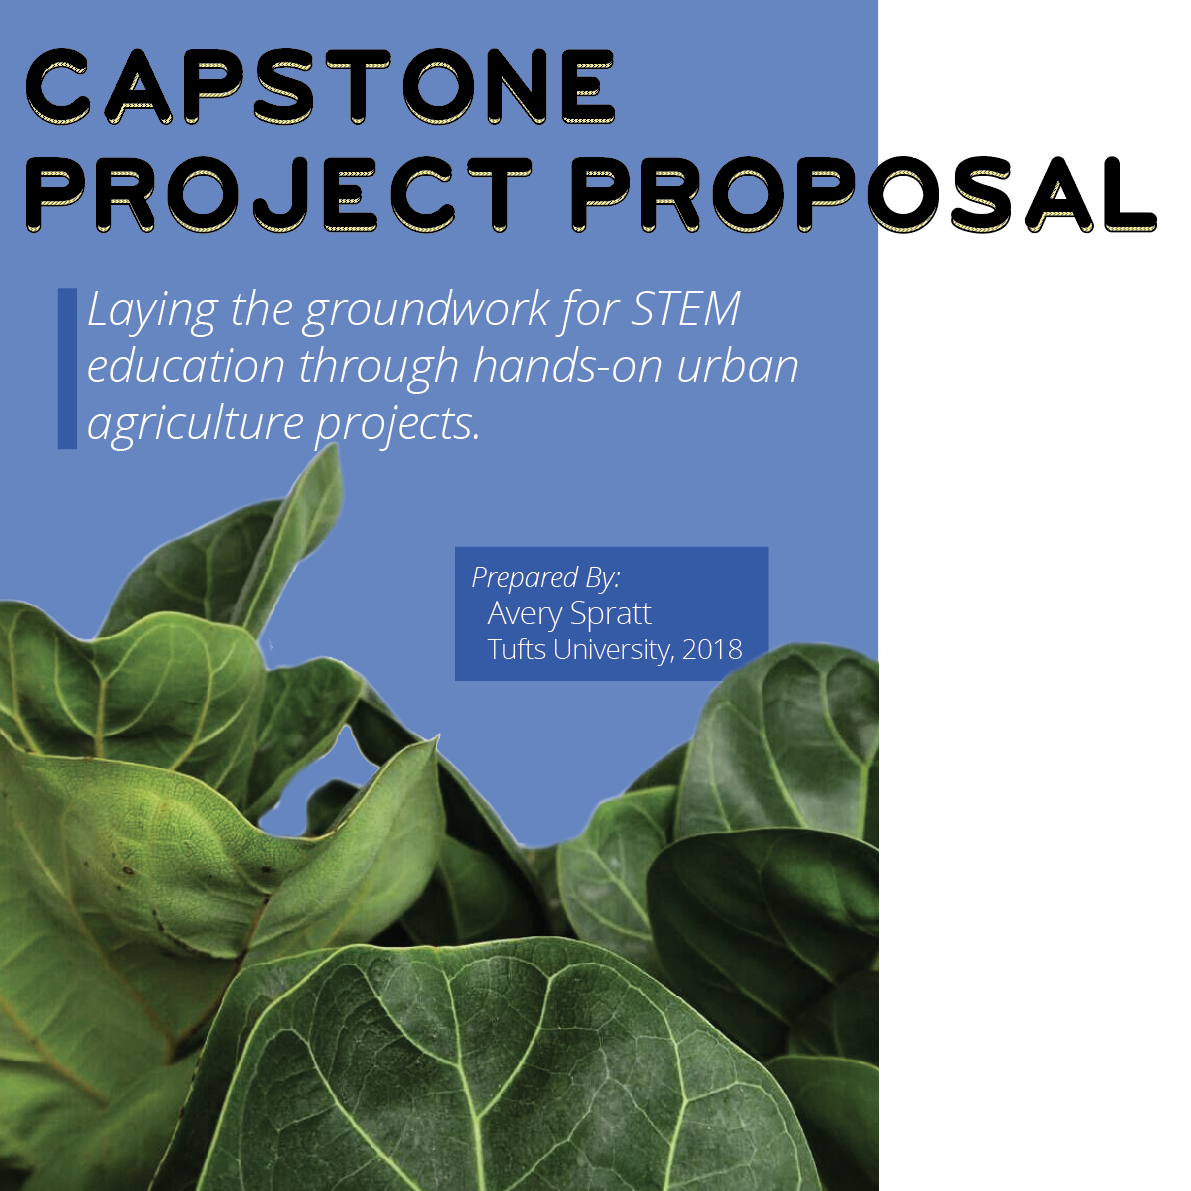 CAPSTONE
PROJECT PROPOSAL
Laying the groundwork for STEM
education through hands-on urban
agriculture projects.
Prepared By:
Avery Spratt
Tufts University, 2018